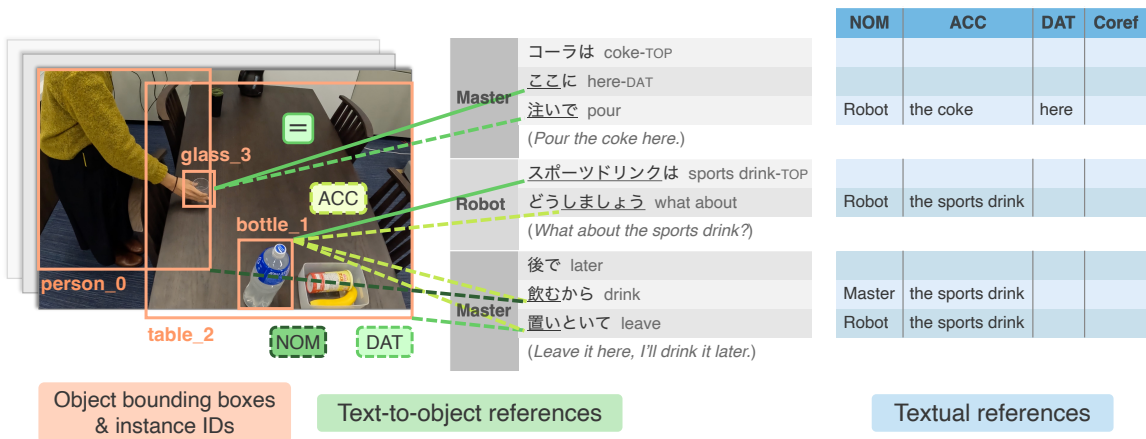 glass_3
=
ACC
bottle_1
person_0
table_2
NOM
DAT
Object bounding boxes
& instance IDs
Text-to-object references
Master
コーラは coke-TOP
ここに here-DAT
注いで pour
(Pour the coke here.)
Robot
スポーツドリンクは sports drink-TOP
どうしましょう what about
(What about the sports drink?)
Master
後で later
飲むから drink
置いといて leave
(Leave it here, I’ll drink it later.)
NOM ACC DAT Coref
Robot the coke here
Robot the sports drink
Master the sports drink
Robot the sports drink
Textual references